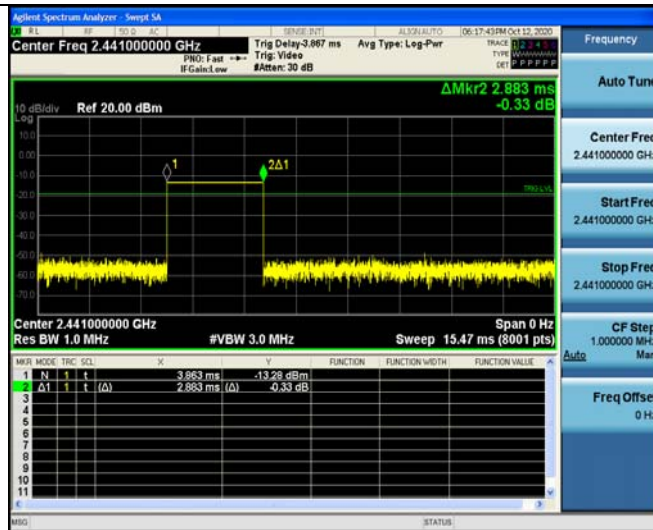 Agilent Spectrum Analyzer - Swept SA
RL RF 50 Ω AC SENSE:INT ALIGN AUTO 06:17:43 PM Oct 12, 2020
Center Freq 2.441000000 GHz
PNO: Fast
IFGain:Low
Trig Delay-3.867 ms
Trig: Video
#Atten: 30 dB
Avg Type: Log-Pwr
TRACE 1 2 3 4 5 6
TYPE
DET P P P P P P
ΔMkr2 2.883 ms
-0.33 dB
10 dB/div Ref 20.00 dBm
Log
10.0
0.00
-10.0
-20.0
-30.0
-40.0
-50.0
-60.0
-70.0
1
2Δ1
TRIG LVL
Center 2.441000000 GHz Span 0 Hz
Res BW 1.0 MHz #VBW 3.0 MHz Sweep 15.47 ms (8001 pts)
MKR MODE TRC SCL X Y FUNCTION FUNCTION WIDTH FUNCTION VALUE
1 N 1 t 3.863 ms -13.28 dBm
2 Δ1 1 t (Δ) 2.883 ms (Δ) -0.33 dB
3
4
5
6
7
8
9
10
11
MSG STATUS
Frequency
Auto Tune
Center Freq
2.441000000 GHz
Start Freq
2.441000000 GHz
Stop Freq
2.441000000 GHz
CF Step
1.000000 MHz
Auto Man
Freq Offset
0 Hz